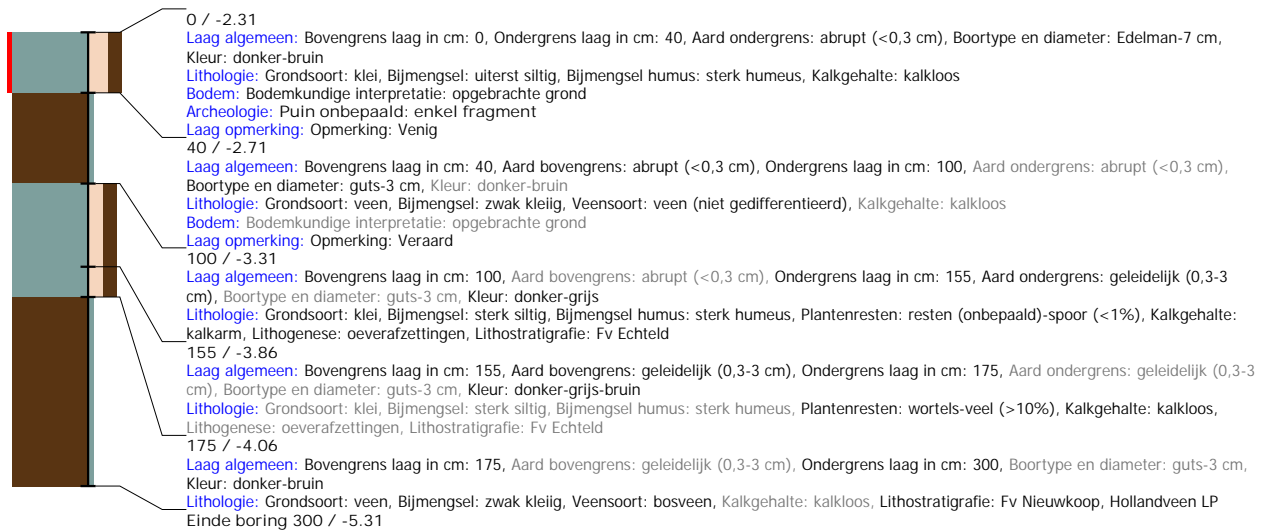 0 / -2.31
Laag algemeen: Bovengrens laag in cm: 0, Ondergrens laag in cm: 40, Aard ondergrens: abrupt (<0,3 cm), Boortype en diameter: Edelman-7 cm,
Kleur: donker-bruin
Lithologie: Grondsoort: klei, Bijmengsel: uiterst siltig, Bijmengsel humus: sterk humeus, Kalkgehalte: kalkloos
Bodem: Bodemkundige interpretatie: opgebrachte grond
Archeologie: Puin onbepaald: enkel fragment
Laag opmerking: Opmerking: Venig
40 / -2.71
Laag algemeen: Bovengrens laag in cm: 40, Aard bovengrens: abrupt (<0,3 cm), Ondergrens laag in cm: 100, Aard ondergrens: abrupt (<0,3 cm),
Boortype en diameter: guts-3 cm, Kleur: donker-bruin
Lithologie: Grondsoort: veen, Bijmengsel: zwak kleiig, Veensoort: veen (niet gedifferentieerd), Kalkgehalte: kalkloos
Bodem: Bodemkundige interpretatie: opgebrachte grond
Laag opmerking: Opmerking: Veraard
100 / -3.31
Laag algemeen: Bovengrens laag in cm: 100, Aard bovengrens: abrupt (<0,3 cm), Ondergrens laag in cm: 155, Aard ondergrens: geleidelijk (0,3-3
cm), Boortype en diameter: guts-3 cm, Kleur: donker-grijs
Lithologie: Grondsoort: klei, Bijmengsel: sterk siltig, Bijmengsel humus: sterk humeus, Plantenresten: resten (onbepaald)-spoor (<1%), Kalkgehalte:
kalkarm, Lithogenese: oeverafzettingen, Lithostratigrafie: Fv Echteld
155 / -3.86
Laag algemeen: Bovengrens laag in cm: 155, Aard bovengrens: geleidelijk (0,3-3 cm), Ondergrens laag in cm: 175, Aard ondergrens: geleidelijk (0,3-3
cm), Boortype en diameter: guts-3 cm, Kleur: donker-grijs-bruin
Lithologie: Grondsoort: klei, Bijmengsel: sterk siltig, Bijmengsel humus: sterk humeus, Plantenresten: wortels-veel (>10%), Kalkgehalte: kalkloos,
Lithogenese: oeverafzettingen, Lithostratigrafie: Fv Echteld
175 / -4.06
Laag algemeen: Bovengrens laag in cm: 175, Aard bovengrens: geleidelijk (0,3-3 cm), Ondergrens laag in cm: 300, Boortype en diameter: guts-3 cm,
Kleur: donker-bruin
Lithologie: Grondsoort: veen, Bijmengsel: zwak kleiig, Veensoort: bosveen, Kalkgehalte: kalkloos, Lithostratigrafie: Fv Nieuwkoop, Hollandveen LP
Einde boring 300 / -5.31